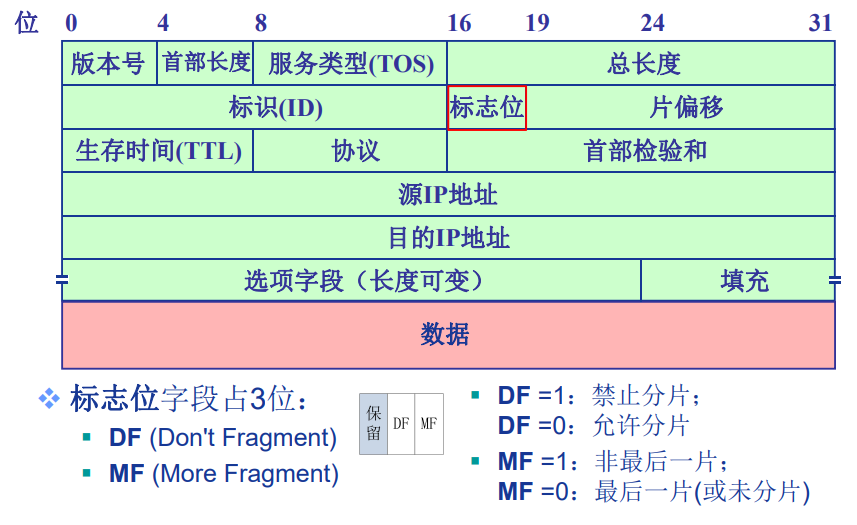 位 0 4 8 16 19 24 31
版本号 首部长度 服务类型(TOS) 总长度
标识(ID) 标志位 片偏移
生存时间(TTL) 协议 首部检验和
源IP地址
目的IP地址
选项字段（长度可变） 填充
数据
标志位字段占3位：
DF (Don't Fragment)
MF (More Fragment)
保留 DF MF
DF =1：禁止分片；
DF =0：允许分片
MF =1：非最后一片；
MF =0：最后一片(或未分片)